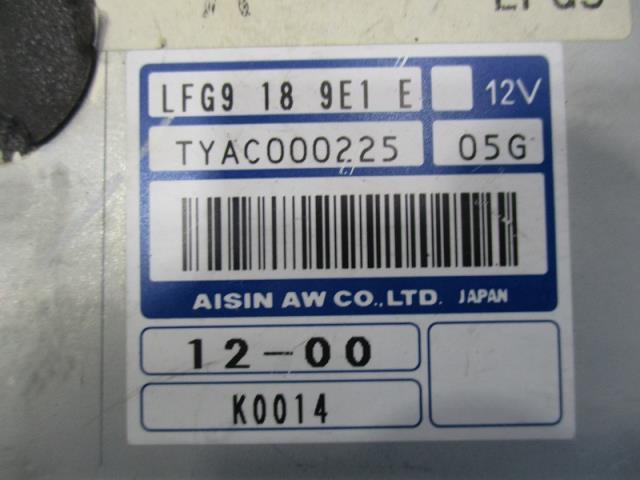 LFG9 18 9E1 E 12V
TYAC000225 05G
AISIN AW CO.,LTD. JAPAN
12-00
K0014